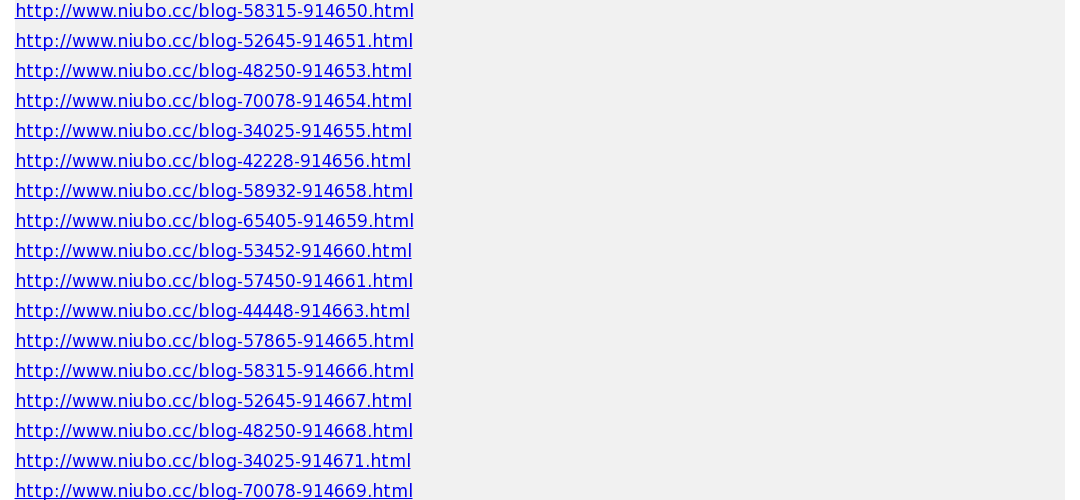 http://www.niubo.cc/blog-58315-914650.html
http://www.niubo.cc/blog-52645-914651.html
http://www.niubo.cc/blog-48250-914653.html
http://www.niubo.cc/blog-70078-914654.html
http://www.niubo.cc/blog-34025-914655.html
http://www.niubo.cc/blog-42228-914656.html
http://www.niubo.cc/blog-58932-914658.html
http://www.niubo.cc/blog-65405-914659.html
http://www.niubo.cc/blog-53452-914660.html
http://www.niubo.cc/blog-57450-914661.html
http://www.niubo.cc/blog-44448-914663.html
http://www.niubo.cc/blog-57865-914665.html
http://www.niubo.cc/blog-58315-914666.html
http://www.niubo.cc/blog-52645-914667.html
http://www.niubo.cc/blog-48250-914668.html
http://www.niubo.cc/blog-34025-914671.html
http://www.niubo.cc/blog-70078-914669.html